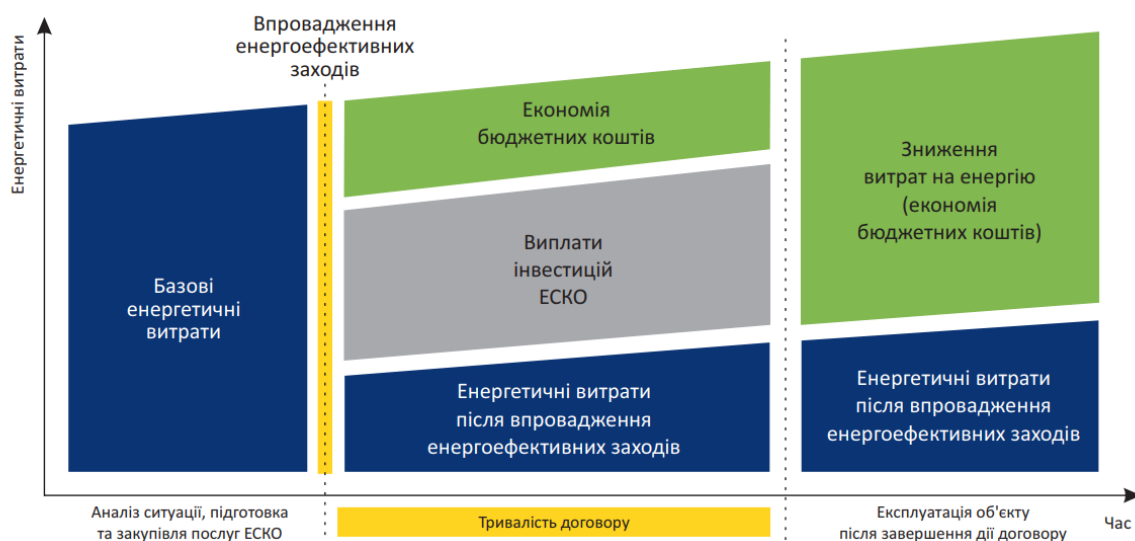 Впровадження
енергоефективних
заходів
Енергетичні витрати
Базові
енергетичні
витрати
Економія
бюджетних коштів
Виплати
інвестицій
ЕСКО
Енергетичні витрати
після впровадження
енергоефективних заходів
Зниження
витрат на енергію
(економія
бюджетних коштів)
Енергетичні витрати
після впровадження
енергоефективних заходів
Аналіз ситуації, підготовка
та закупівля послуг ЕСКО
Тривалість договору
Експлуатація об'єкту
після завершення дії договору
Час